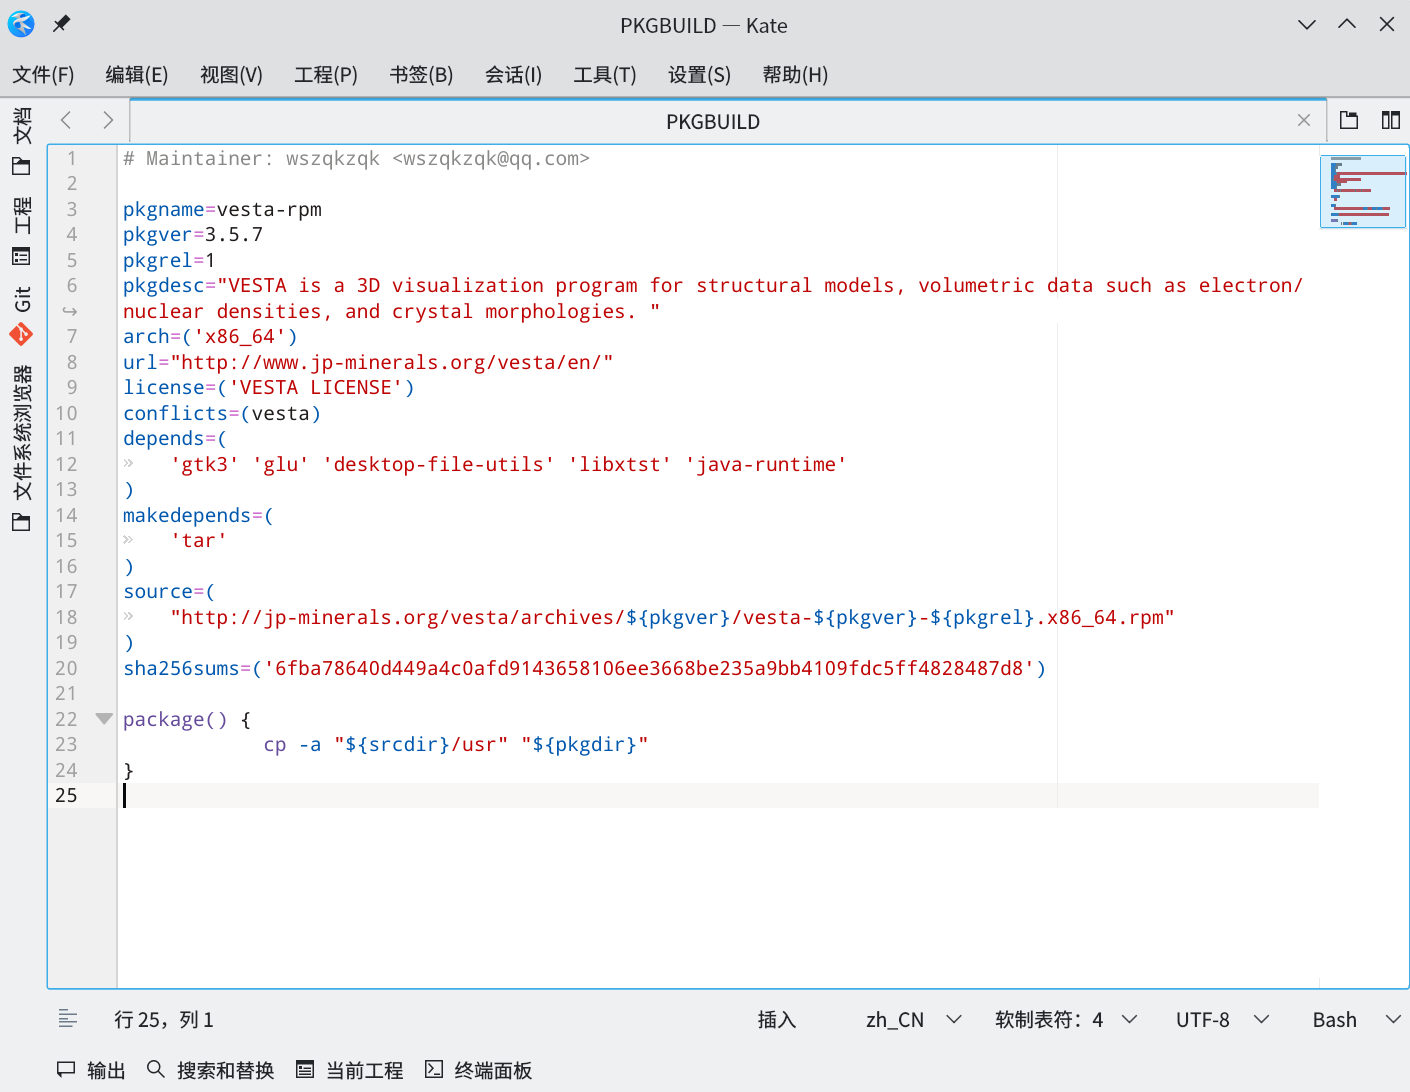 PKGBUILD — Kate
文件(F) 编辑(E) 视图(V) 工程(P) 书签(B) 会话(I) 工具(T) 设置(S) 帮助(H)
文档
工程
Git
文件系统浏览器
PKGBUILD
1 # Maintainer: wszqkzqk <wszqkzqk@qq.com>
2
3 pkgname=vesta-rpm
4 pkgver=3.5.7
5 pkgrel=1
6 pkgdesc="VESTA is a 3D visualization program for structural models, volumetric data such as electron/
nuclear densities, and crystal morphologies. "
7 arch=('x86_64')
8 url="http://www.jp-minerals.org/vesta/en/"
9 license=('VESTA LICENSE')
10 conflicts=(vesta)
11 depends=(
12 » 'gtk3' 'glu' 'desktop-file-utils' 'libxtst' 'java-runtime'
13 )
14 makedepends=(
15 » 'tar'
16 )
17 source=(
18 » "http://jp-minerals.org/vesta/archives/${pkgver}/vesta-${pkgver}-${pkgrel}.x86_64.rpm"
19 )
20 sha256sums=('6fba78640d449a4c0afd9143658106ee3668be235a9bb4109fdc5ff4828487d8')
21
22 package() {
23 cp -a "${srcdir}/usr" "${pkgdir}"
24 }
25
行 25，列 1 插入 zh_CN 软制表符：4 UTF-8 Bash
输出 搜索和替换 当前工程 终端面板